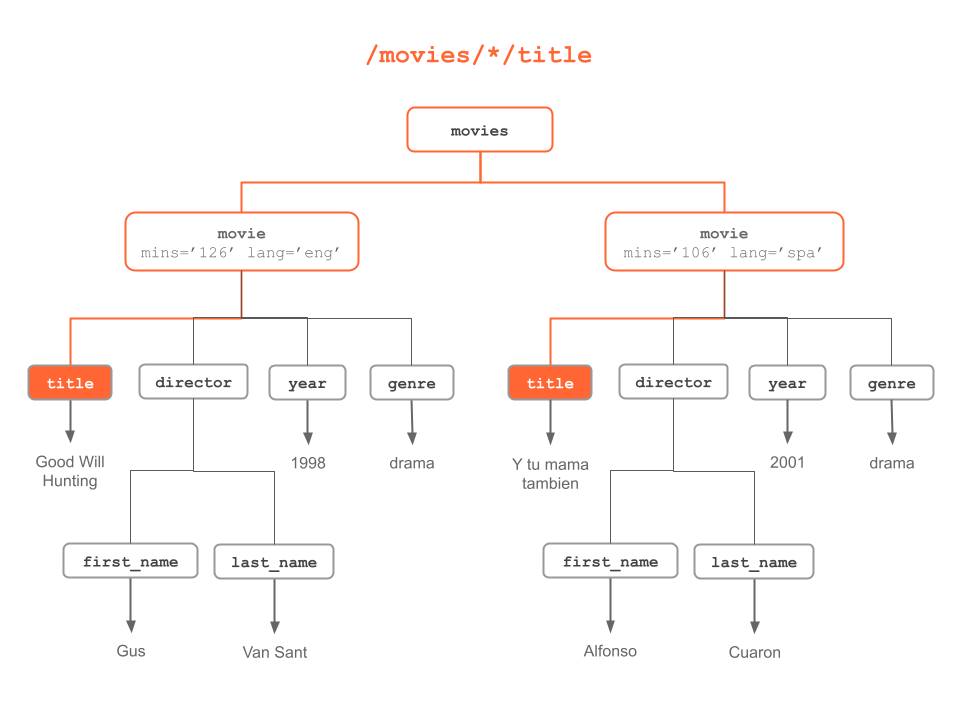 /movies/*/title
movies
movie
mins=’126’ lang=’eng’
movie
mins=’106’ lang=’spa’
title
director
year
genre
title
director
year
genre
Good Will
Hunting
1998
drama
Y tu mama
tambien
2001
drama
first_name
last_name
first_name
last_name
Gus
Van Sant
Alfonso
Cuaron